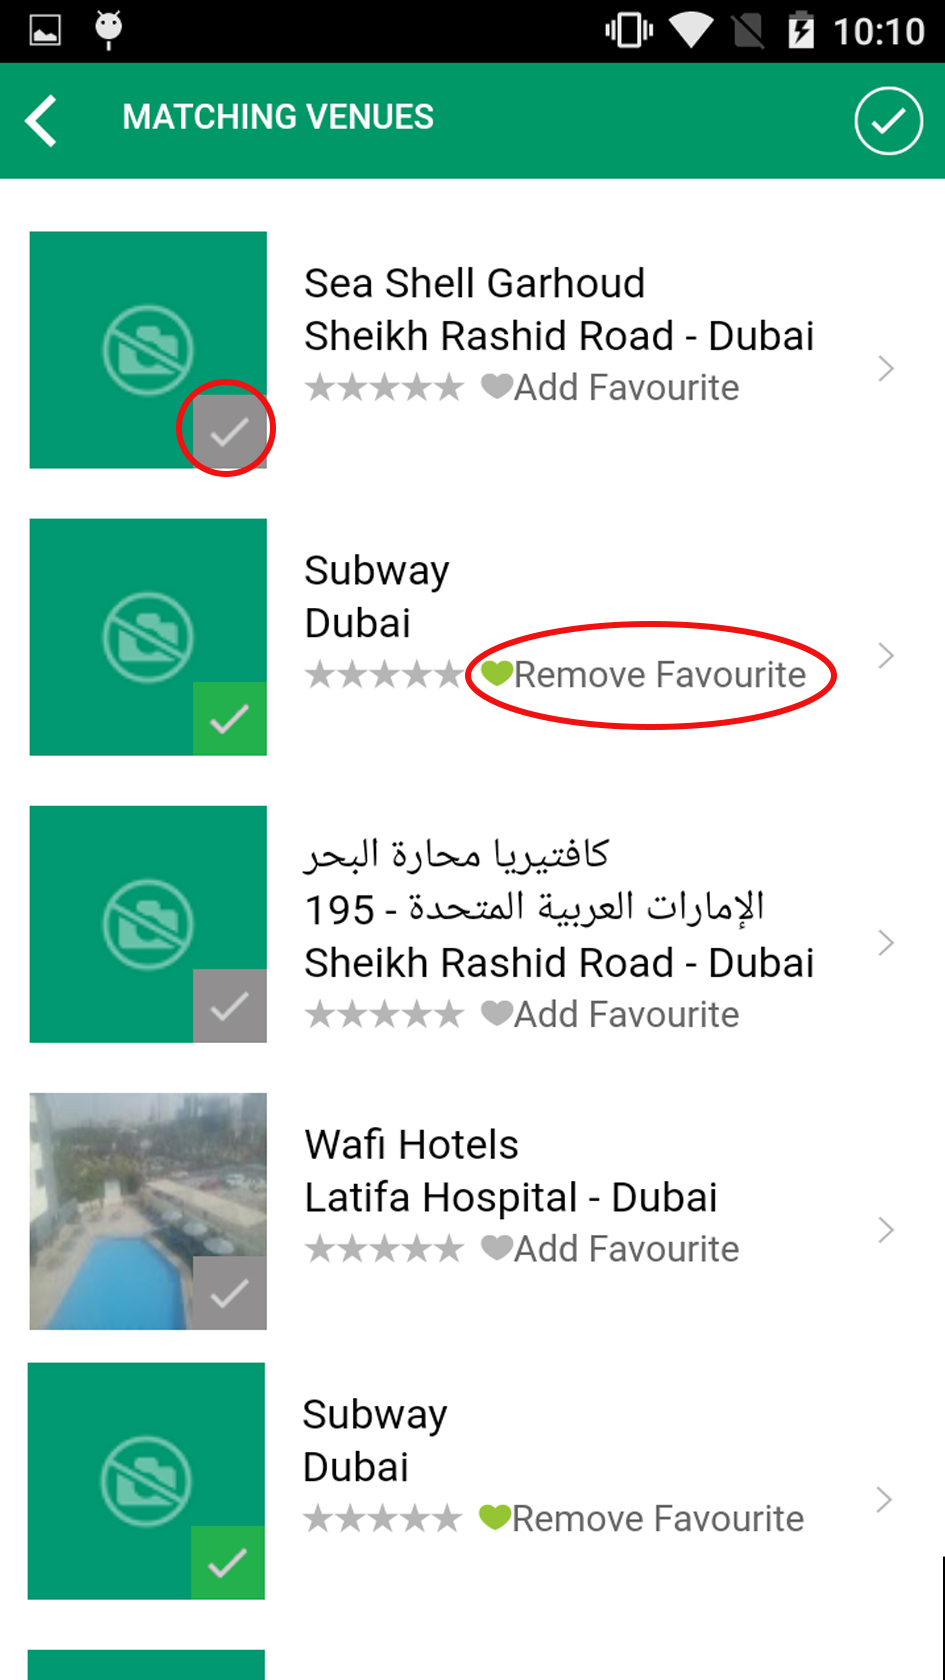 10:10
MATCHING VENUES
Sea Shell Garhoud
Sheikh Rashid Road - Dubai
Add Favourite
Subway
Dubai
Remove Favourite
كافتيريا محارة البحر
195 - الإمارات العربية المتحدة
Sheikh Rashid Road - Dubai
Add Favourite
Wafi Hotels
Latifa Hospital - Dubai
Add Favourite
Subway
Dubai
Remove Favourite